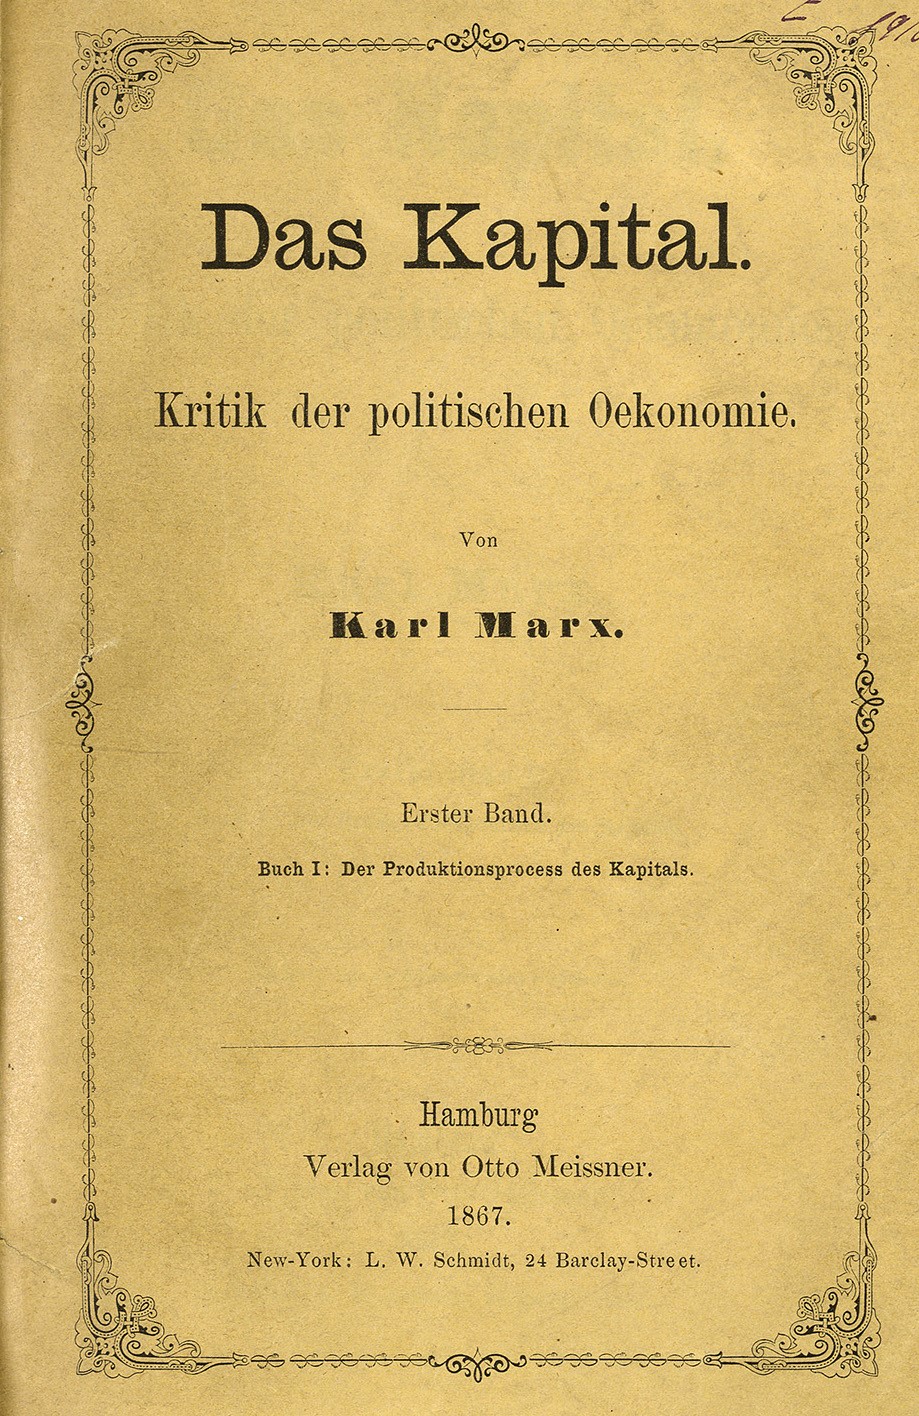 Das Kapital.
Kritik der politischen Oekonomie.
Von
Karl Marx.
Erster Band.
Buch I: Der Produktionsprocess des Kapitals.
Hamburg
Verlag von Otto Meissner.
1867.
New-York: L. W. Schmidt, 24 Barclay-Street.